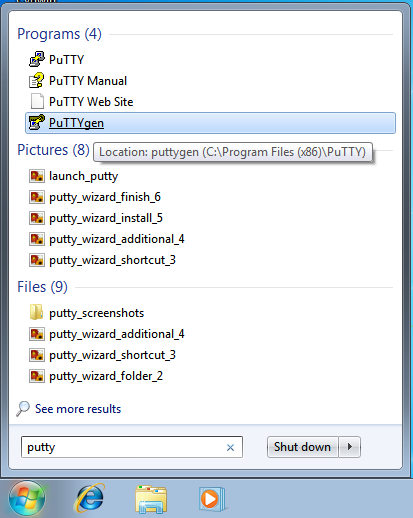 Programs (4)
PuTTY
PuTTY Manual
PuTTY Web Site
PuTTYgen
Location: puttygen (C:\Program Files (x86)\PuTTY)
Pictures (8)
launch_putty
putty_wizard_finish_6
putty_wizard_install_5
putty_wizard_additional_4
putty_wizard_shortcut_3
Files (9)
putty_screenshots
putty_wizard_additional_4
putty_wizard_shortcut_3
putty_wizard_folder_2
See more results
putty
Shut down